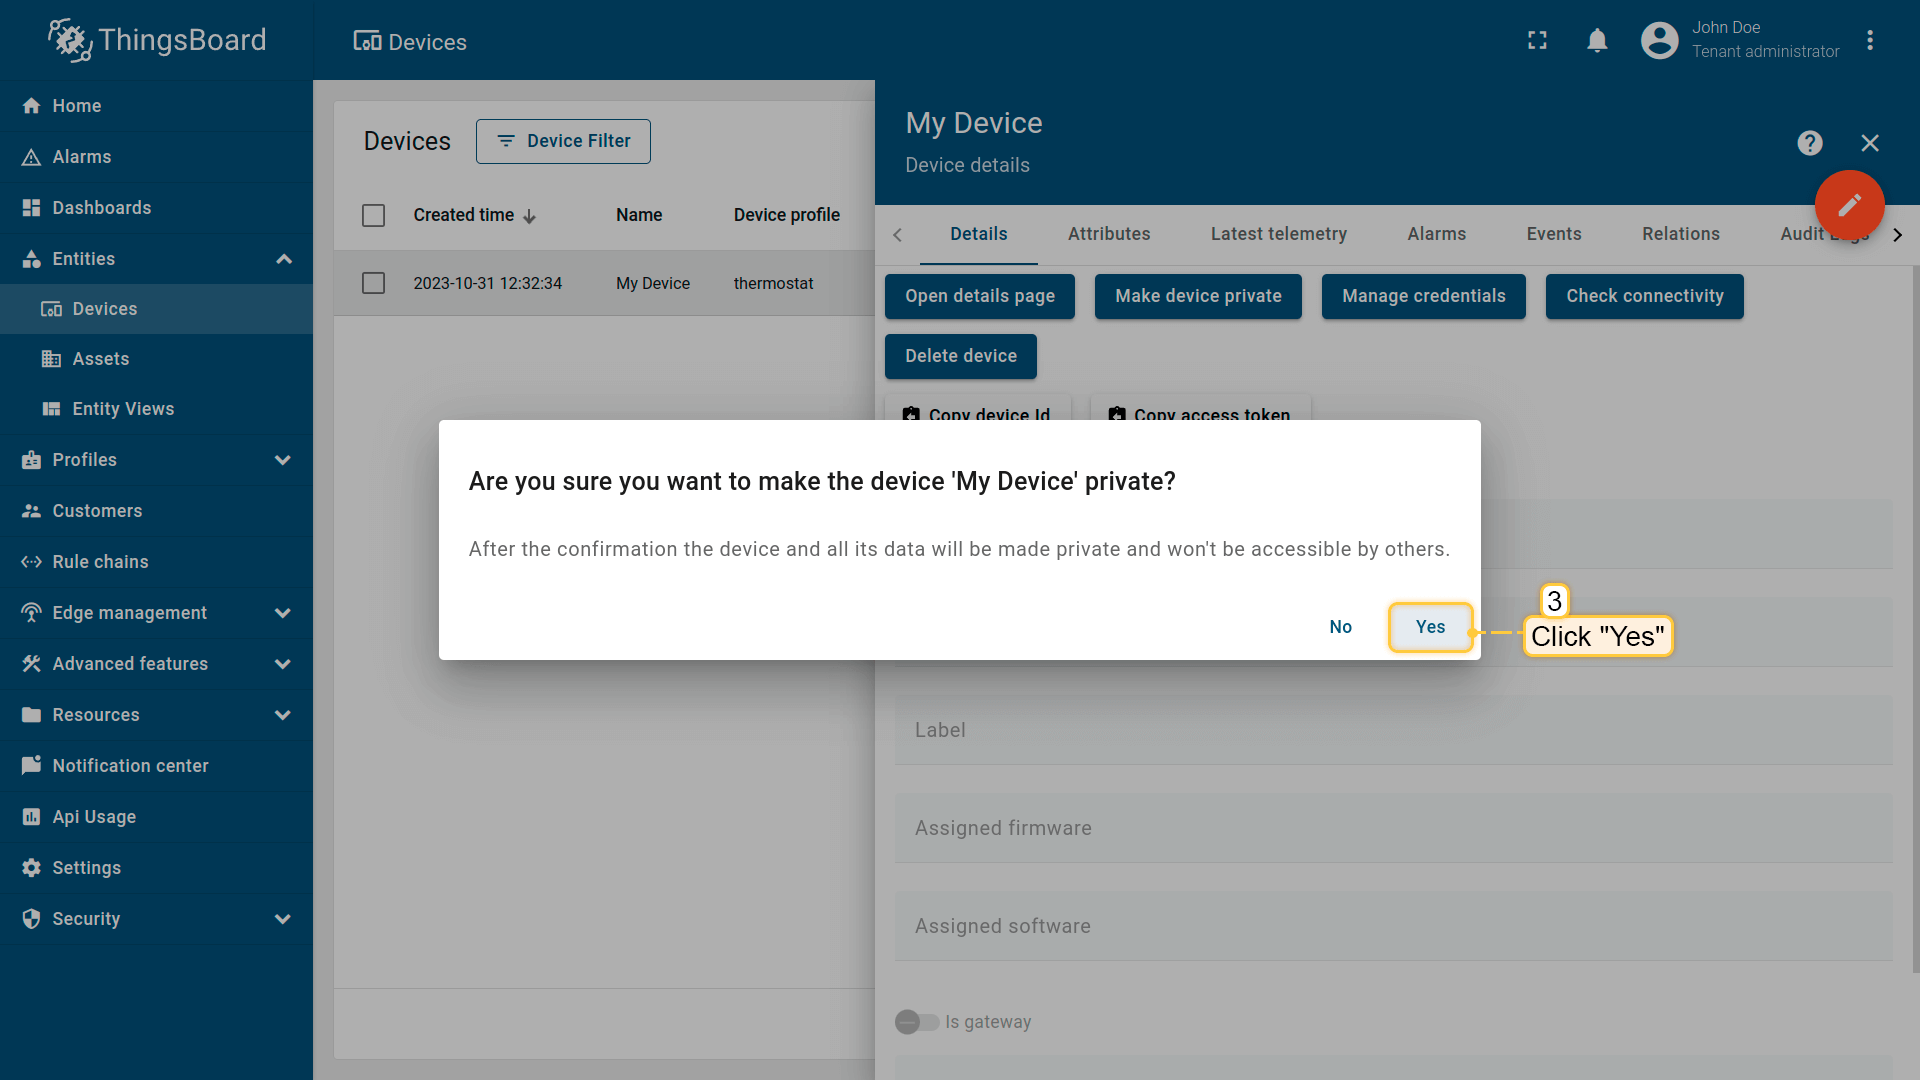 ThingsBoard
Devices
John Doe
Tenant administrator
Home
Alarms
Dashboards
Entities
Devices
Assets
Entity Views
Profiles
Customers
Rule chains
Edge management
Advanced features
Resources
Notification center
Api Usage
Settings
Security
Devices
Device Filter
Created time Name Device profile
2023-10-31 12:32:34 My Device thermostat
My Device
Device details
Details Attributes Latest telemetry Alarms Events Relations Audit Logs
Open details page Make device private Manage credentials Check connectivity
Delete device
Copy device Id Copy access token
Are you sure you want to make the device 'My Device' private?
After the confirmation the device and all its data will be made private and won't be accessible by others.
No Yes
3
Click "Yes"
Label
Assigned firmware
Assigned software
Is gateway